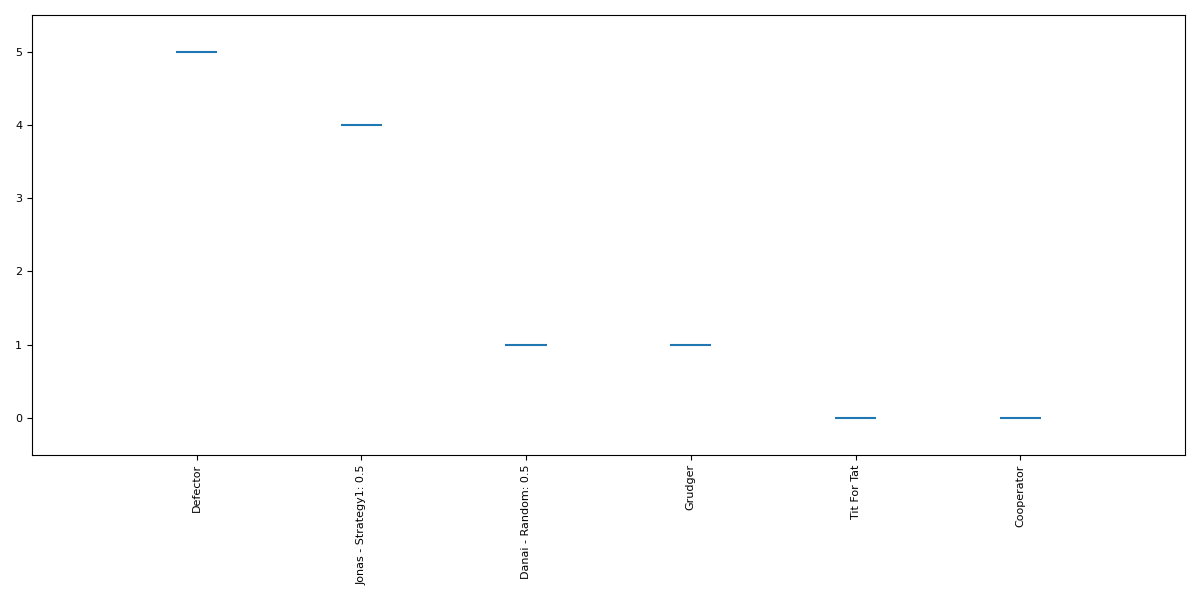 5
4
3
2
1
0
Defector
Jonas - Strategy1: 0.5
Danai - Random: 0.5
Grudger
Tit For Tat
Cooperator